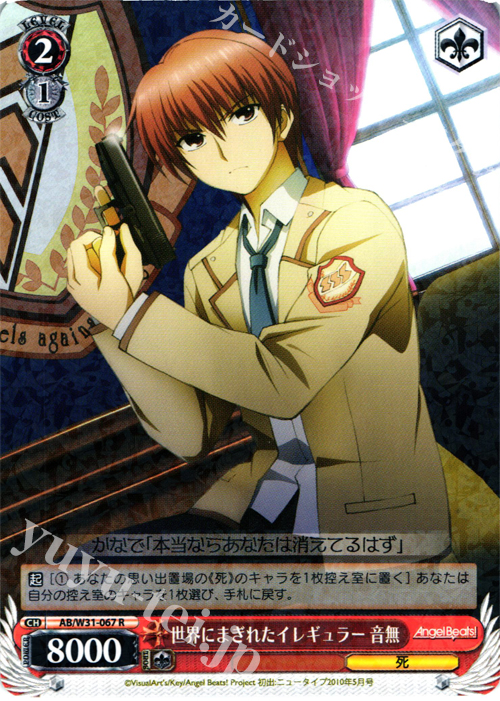 LEVEL
2
1
COST
カードショッ
els agains
かなで「本当ならあなたは消えてるはず」
起 [① あなたの思い出置場の《死》のキャラを1枚控え室に置く] あなたは
自分の控え室のキャラを1枚選び、手札に戻す。
yuyu-tei.jp
CH AB/W31-067 R
世界にまぎれたイレギュラー 音無
Angel Beats!
POWER
8000
死
©VisualArt's/Key/Angel Beats! Project 初出:ニュータイプ2010年5月号